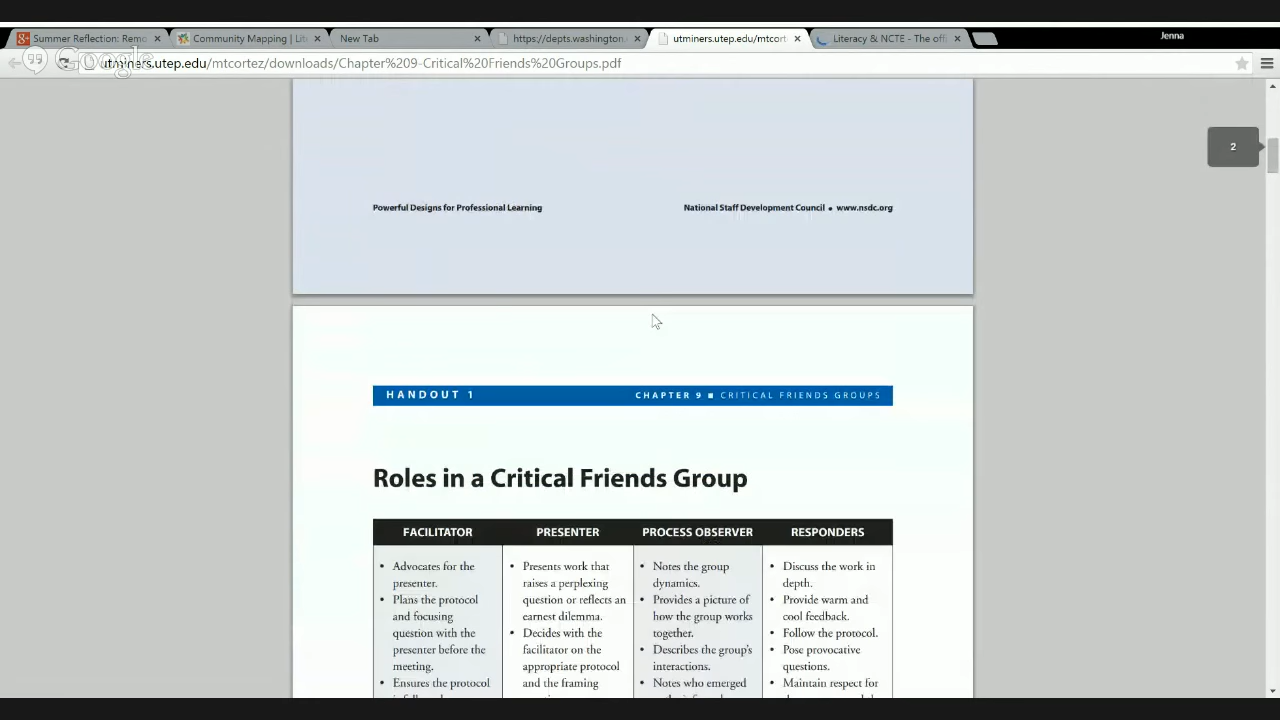 Summer Reflection: Remo
Community Mapping | Lit
New Tab
https://depts.washington.
utminers.utep.edu/mtcort
Literacy & NCTE - The offi
Jenna
Google
utminers.utep.edu/mtcortez/downloads/Chapter%209-Critical%20Friends%20Groups.pdf
2
Powerful Designs for Professional Learning
National Staff Development Council • www.nsdc.org
HANDOUT 1
CHAPTER 9 ■ CRITICAL FRIENDS GROUPS
Roles in a Critical Friends Group
FACILITATOR
• Advocates for the
presenter.
• Plans the protocol
and focusing
question with the
presenter before the
meeting.
• Ensures the protocol
PRESENTER
• Presents work that
raises a perplexing
question or reflects an
earnest dilemma.
• Decides with the
facilitator on the
appropriate protocol
and the framing
PROCESS OBSERVER
• Notes the group
dynamics.
• Provides a picture of
how the group works
together.
• Describes the group's
interactions.
• Notes who emerged
RESPONDERS
• Discuss the work in
depth.
• Provide warm and
cool feedback.
• Follow the protocol.
• Pose provocative
questions.
• Maintain respect for